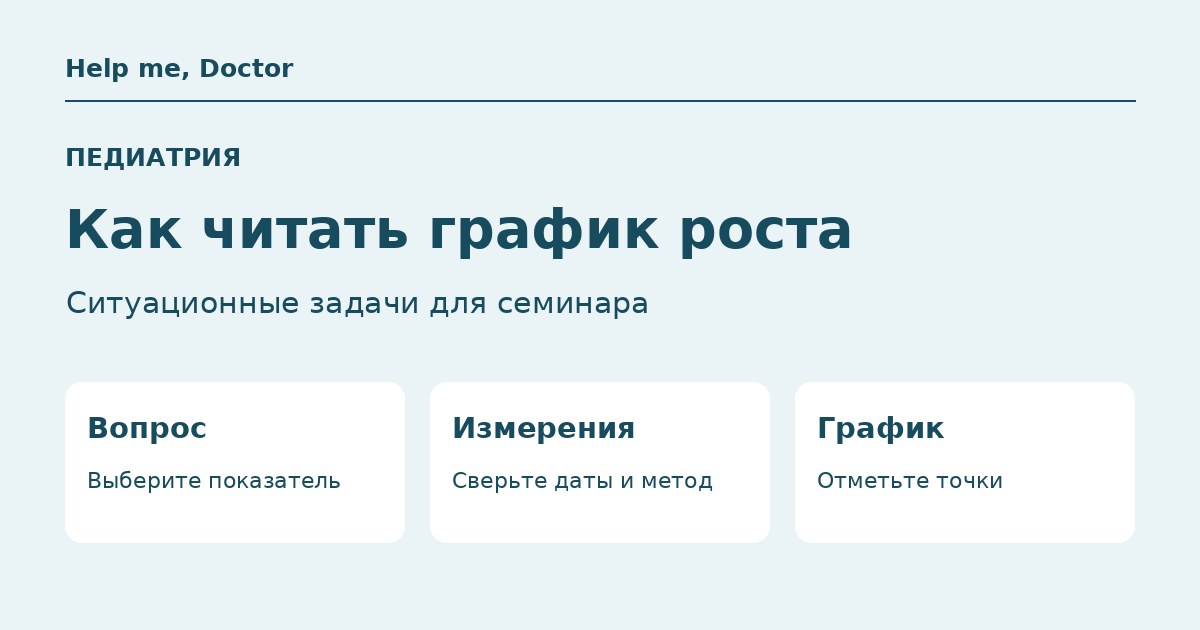 Help me, Doctor
ПЕДИАТРИЯ
Как читать график роста
Ситуационные задачи для семинара
Вопрос
Выберите показатель
Измерения
Сверьте даты и метод
График
Отметьте точки